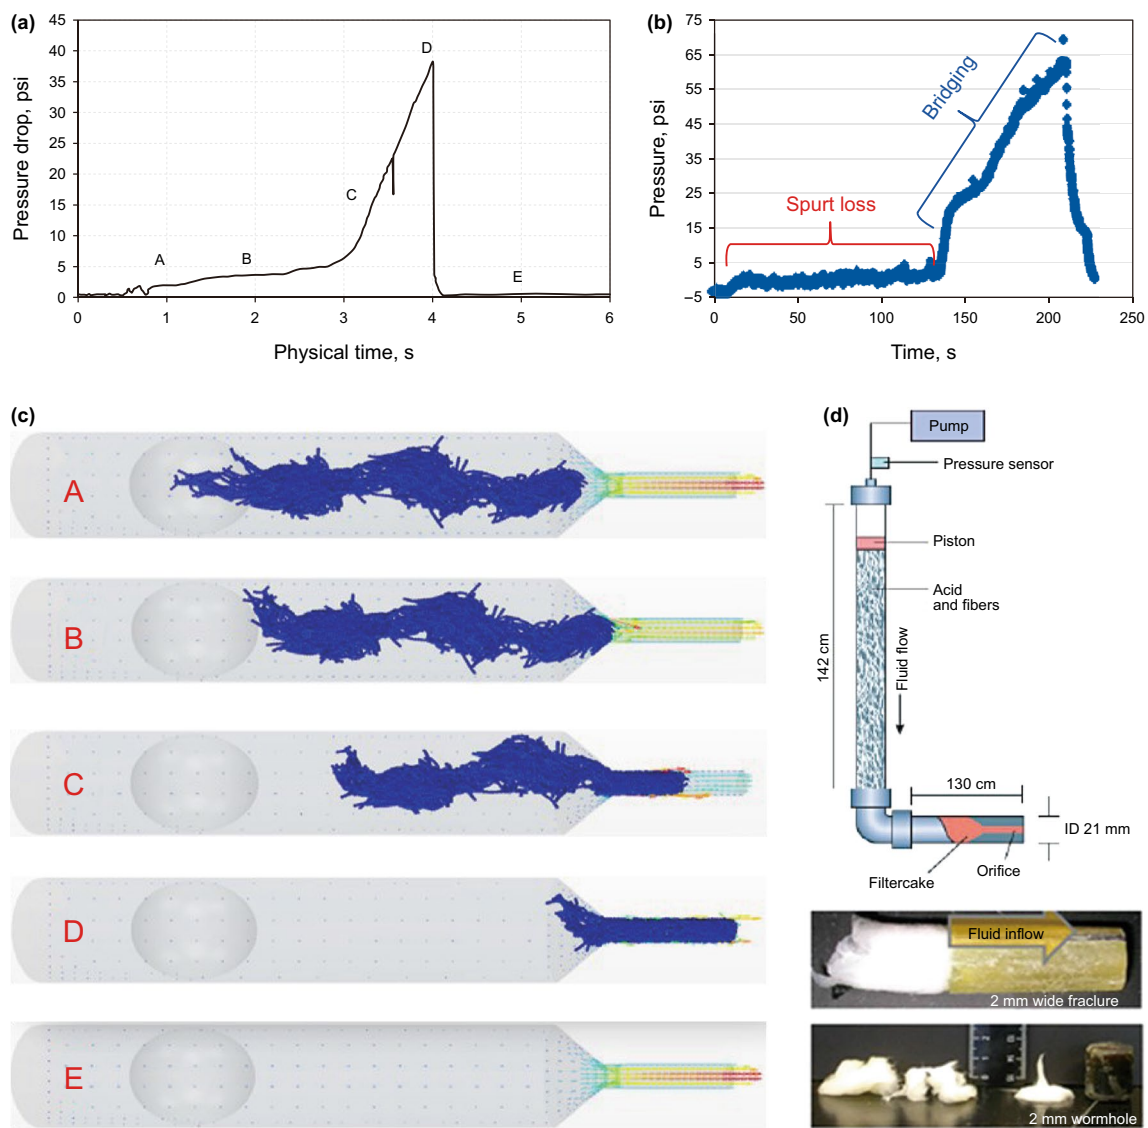 (a)
45
40
35
30
25
20
15
10
5
0
Pressure drop, psi
A
B
C
D
E
0 1 2 3 4 5 6
Physical time, s
(b)
75
65
55
45
35
25
15
5
–5
Pressure, psi
Spurt loss
Bridging
0 50 100 150 200 250
Time, s
(c)
A
B
C
D
E
(d)
Pump
Pressure sensor
Piston
Acid
and fibers
142 cm
Fluid flow
130 cm
ID 21 mm
Orifice
Filtercake
Fluid inflow
2 mm wide fraclure
2 mm wormhole